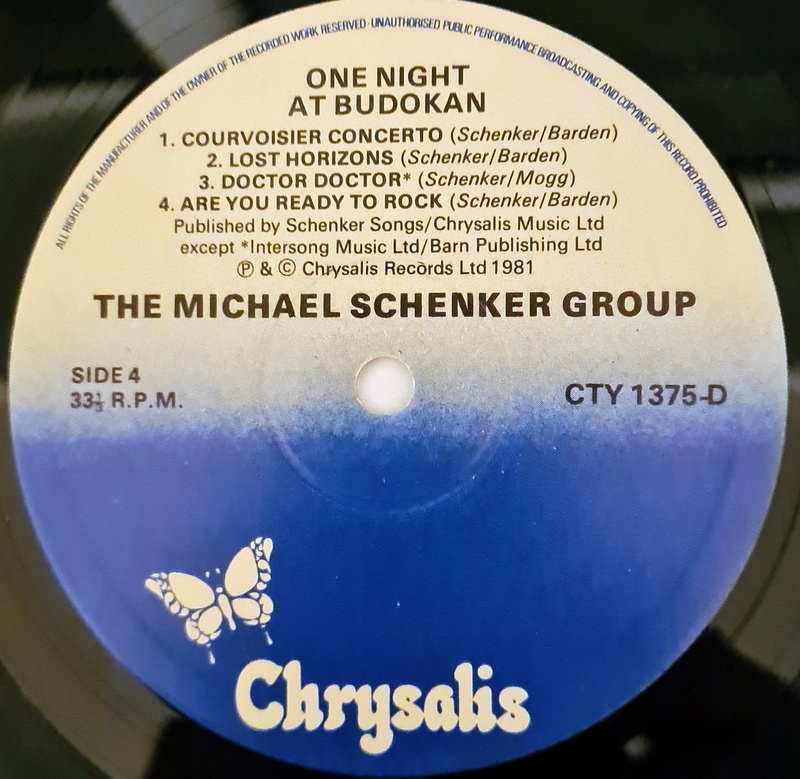 ALL RIGHTS OF THE MANUFACTURER AND OF THE OWNER OF THE RECORDED WORK RESERVED · UNAUTHORISED PUBLIC PERFORMANCE BROADCASTING AND COPYING OF THIS RECORD PROHIBITED
ONE NIGHT
AT BUDOKAN
1. COURVOISIER CONCERTO (Schenker/Barden)
2. LOST HORIZONS (Schenker/Barden)
3. DOCTOR DOCTOR* (Schenker/Mogg)
4. ARE YOU READY TO ROCK (Schenker/Barden)
Published by Schenker Songs/Chrysalis Music Ltd
except *Intersong Music Ltd/Barn Publishing Ltd
℗ & © Chrysalis Records Ltd 1981
THE MICHAEL SCHENKER GROUP
SIDE 4
33⅓ R.P.M.
CTY 1375-D
Chrysalis